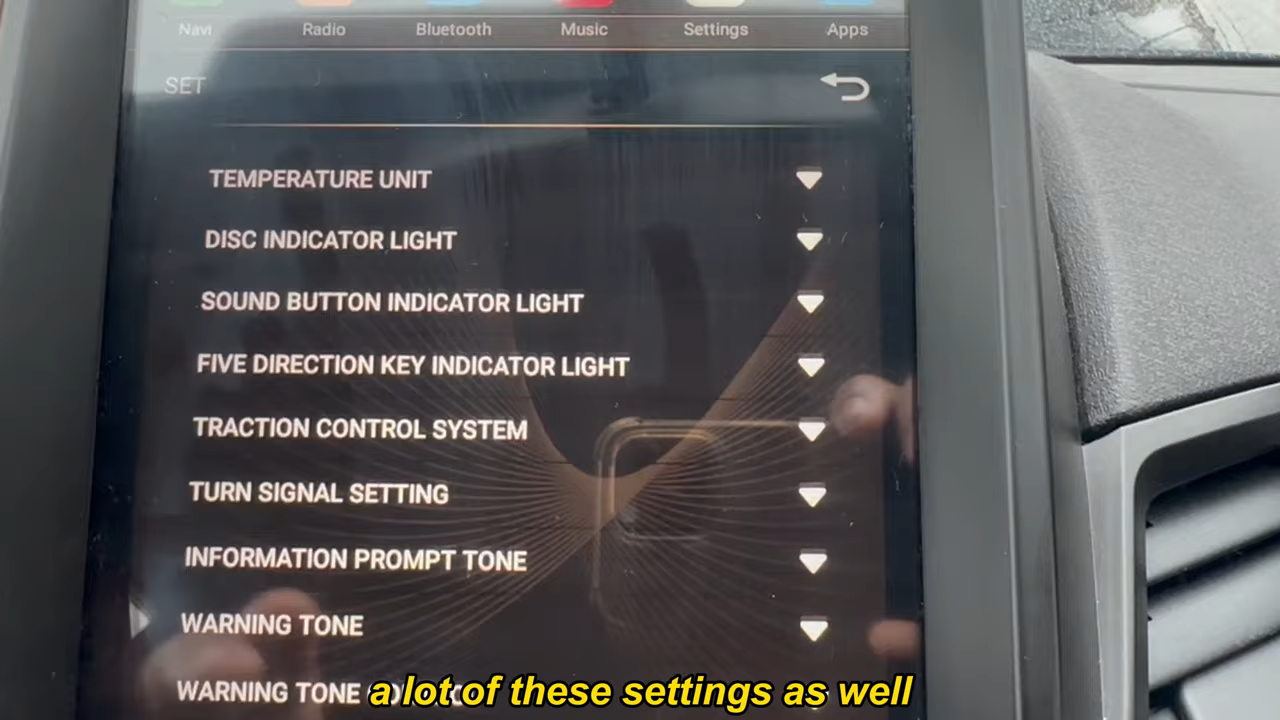 Navi Radio Bluetooth Music Settings Apps
SET
TEMPERATURE UNIT
DISC INDICATOR LIGHT
SOUND BUTTON INDICATOR LIGHT
FIVE DIRECTION KEY INDICATOR LIGHT
TRACTION CONTROL SYSTEM
TURN SIGNAL SETTING
INFORMATION PROMPT TONE
WARNING TONE
WARNING TONE
a lot of these settings as well